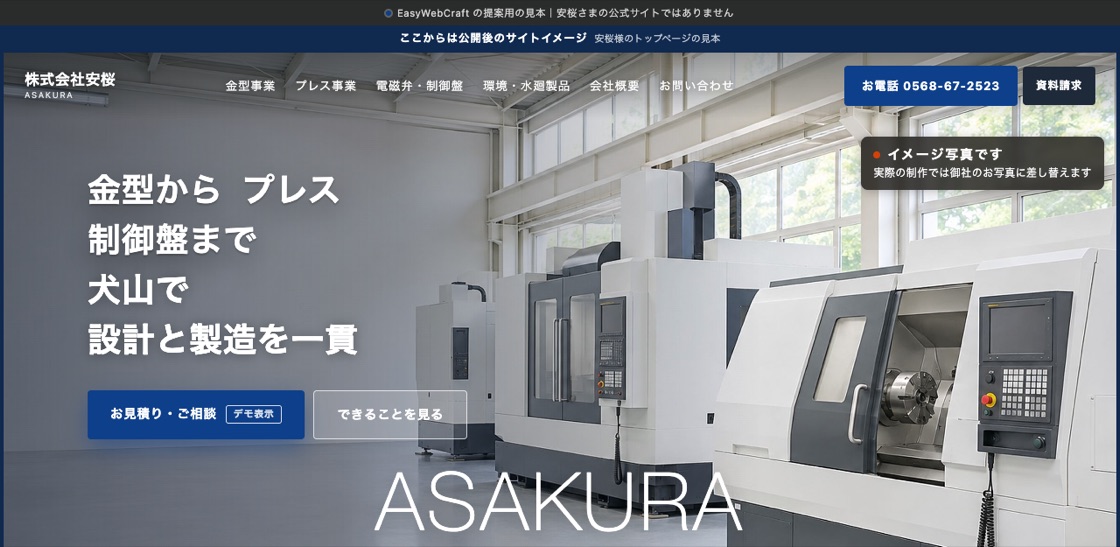 EasyWebCraft の提案用の見本 | 安桜さまの公式サイトではありません
ここからは公開後のサイトイメージ 安桜様のトップページの見本
株式会社安桜
ASAKURA
金型事業 プレス事業 電磁弁・制御盤 環境・水廻製品 会社概要 お問い合わせ
お電話 0568-67-2523
資料請求
イメージ写真です
実際の制作では御社のお写真に差し替えます
金型から プレス
制御盤まで
犬山で
設計と製造を一貫
お見積り・ご相談 デモ表示
できることを見る
ASAKURA